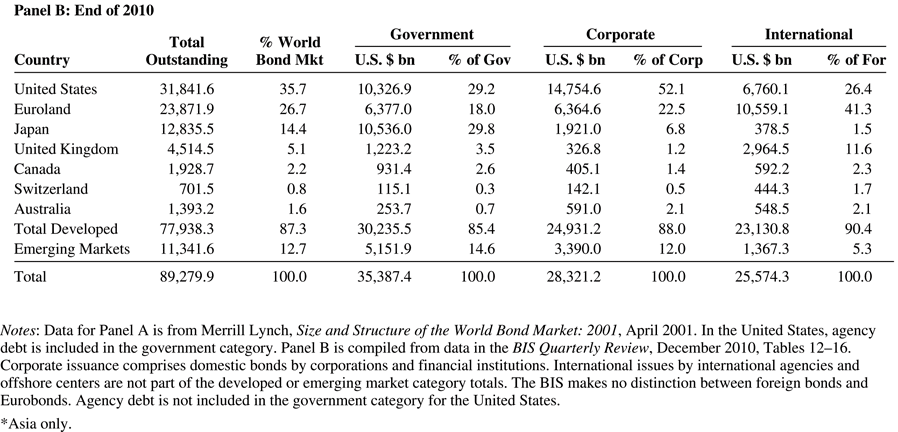 Panel B: End of 2010
Government Corporate International
Total % World
Country Outstanding Bond Mkt U.S. $ bn % of Gov U.S. $ bn % of Corp U.S. $ bn % of For
United States 31,841.6 35.7 10,326.9 29.2 14,754.6 52.1 6,760.1 26.4
Euroland 23,871.9 26.7 6,377.0 18.0 6,364.6 22.5 10,559.1 41.3
Japan 12,835.5 14.4 10,536.0 29.8 1,921.0 6.8 378.5 1.5
United Kingdom 4,514.5 5.1 1,223.2 3.5 326.8 1.2 2,964.5 11.6
Canada 1,928.7 2.2 931.4 2.6 405.1 1.4 592.2 2.3
Switzerland 701.5 0.8 115.1 0.3 142.1 0.5 444.3 1.7
Australia 1,393.2 1.6 253.7 0.7 591.0 2.1 548.5 2.1
Total Developed 77,938.3 87.3 30,235.5 85.4 24,931.2 88.0 23,130.8 90.4
Emerging Markets 11,341.6 12.7 5,151.9 14.6 3,390.0 12.0 1,367.3 5.3
Total 89,279.9 100.0 35,387.4 100.0 28,321.2 100.0 25,574.3 100.0
Notes: Data for Panel A is from Merrill Lynch, Size and Structure of the World Bond Market: 2001, April 2001. In the United States, agency
debt is included in the government category. Panel B is compiled from data in the BIS Quarterly Review, December 2010, Tables 12–16.
Corporate issuance comprises domestic bonds by corporations and financial institutions. International issues by international agencies and
offshore centers are not part of the developed or emerging market category totals. The BIS makes no distinction between foreign bonds and
Eurobonds. Agency debt is not included in the government category for the United States.
*Asia only.